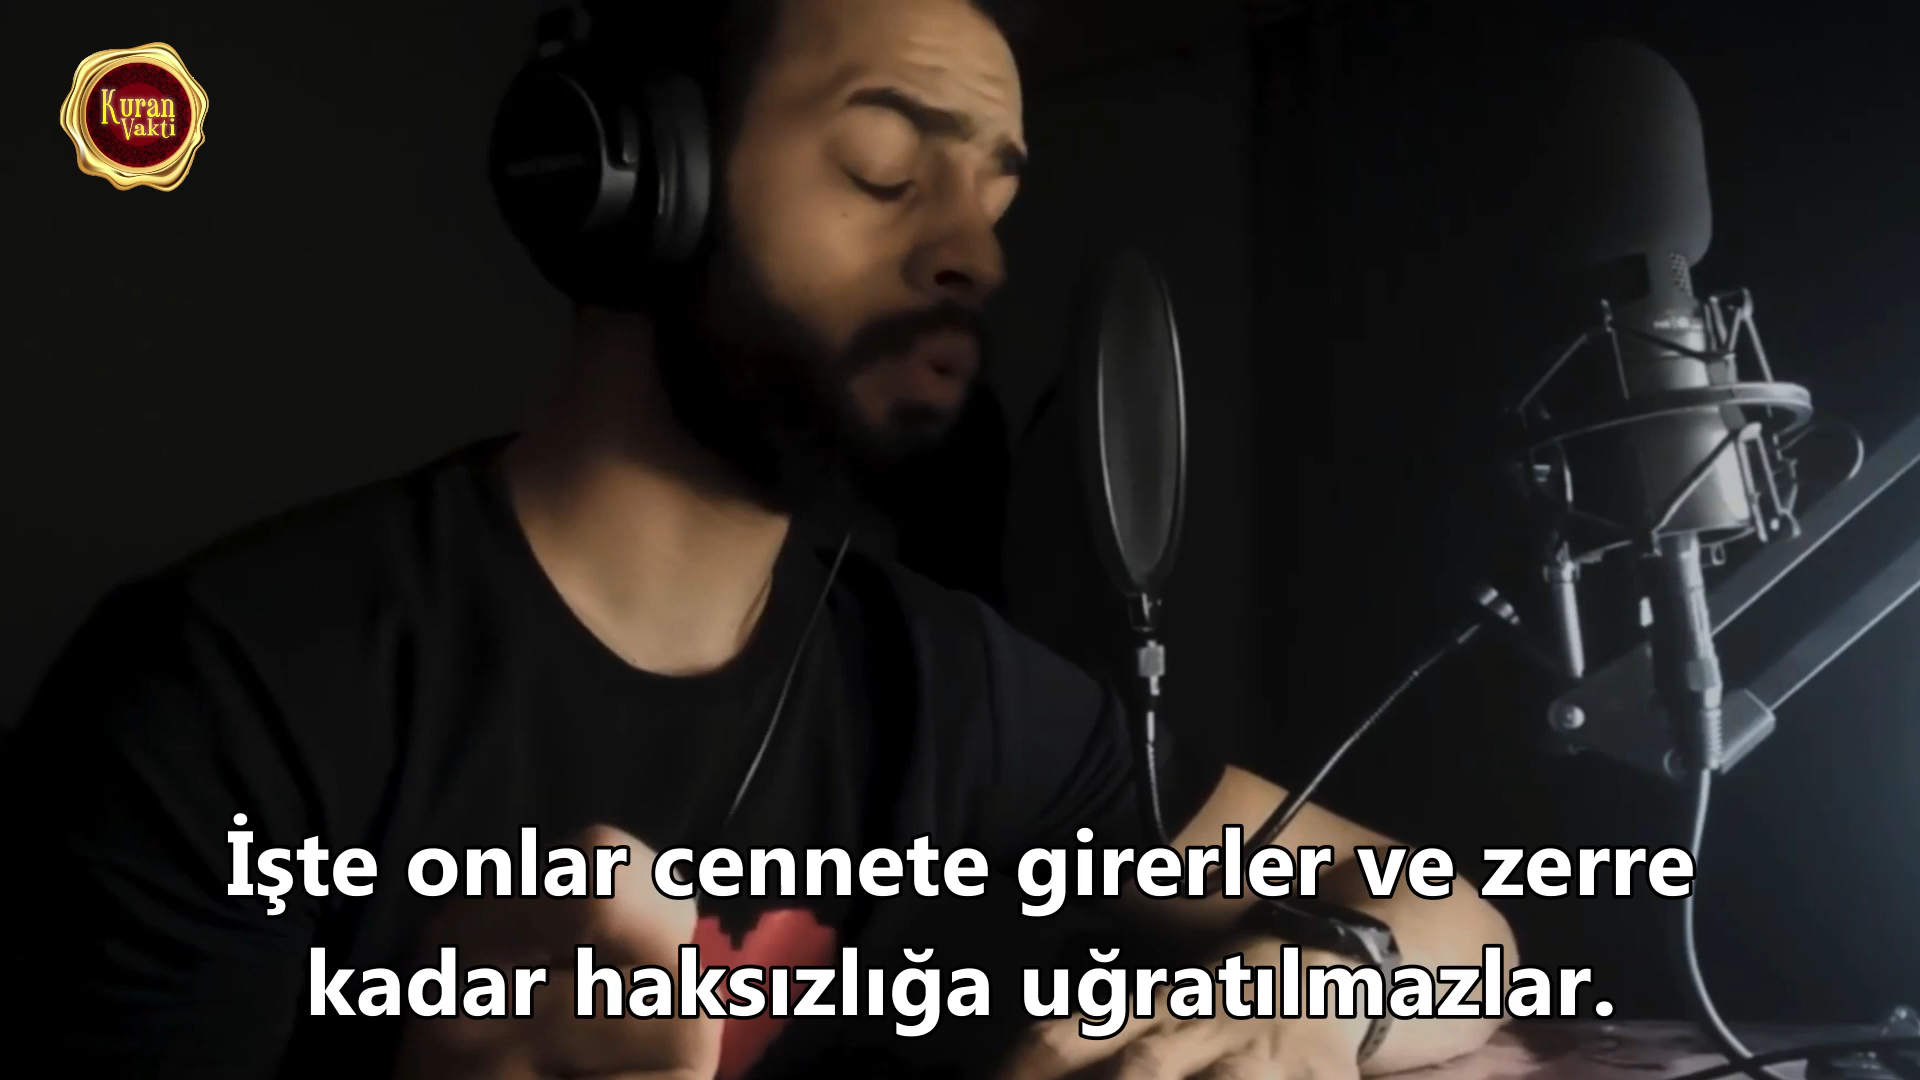 Kuran
Vakti
İşte onlar cennete girerler ve zerre
kadar haksızlığa uğratılmazlar.